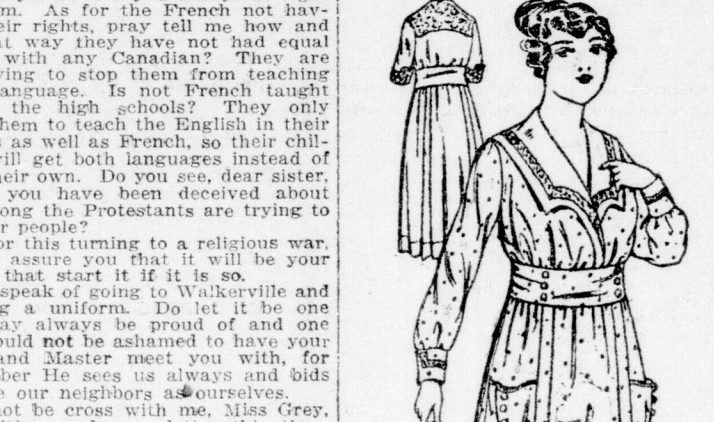 m. As for the French not hav-
eir rights, pray tell me how and
t way they have not had equal
with any Canadian? They are
ying to stop them from teaching
anguage. Is not French taught
the high schools? They only
hem to teach the English in their
s as well as French, so their chil-
ill get both languages instead of
heir own. Do you see, dear sister,
you have been deceived about
ong the Protestants are trying to
r people?
or this turning to a religious war,
assure you that it will be your
that start it if it is so.
speak of going to Walkerville and
g a uniform. Do let it be one
ay always be proud of and one
ould not be ashamed to have your
and Master meet you with, for
ber He sees us always and bids
e our neighbors as ourselves.
not be cross with me, Miss Grey,